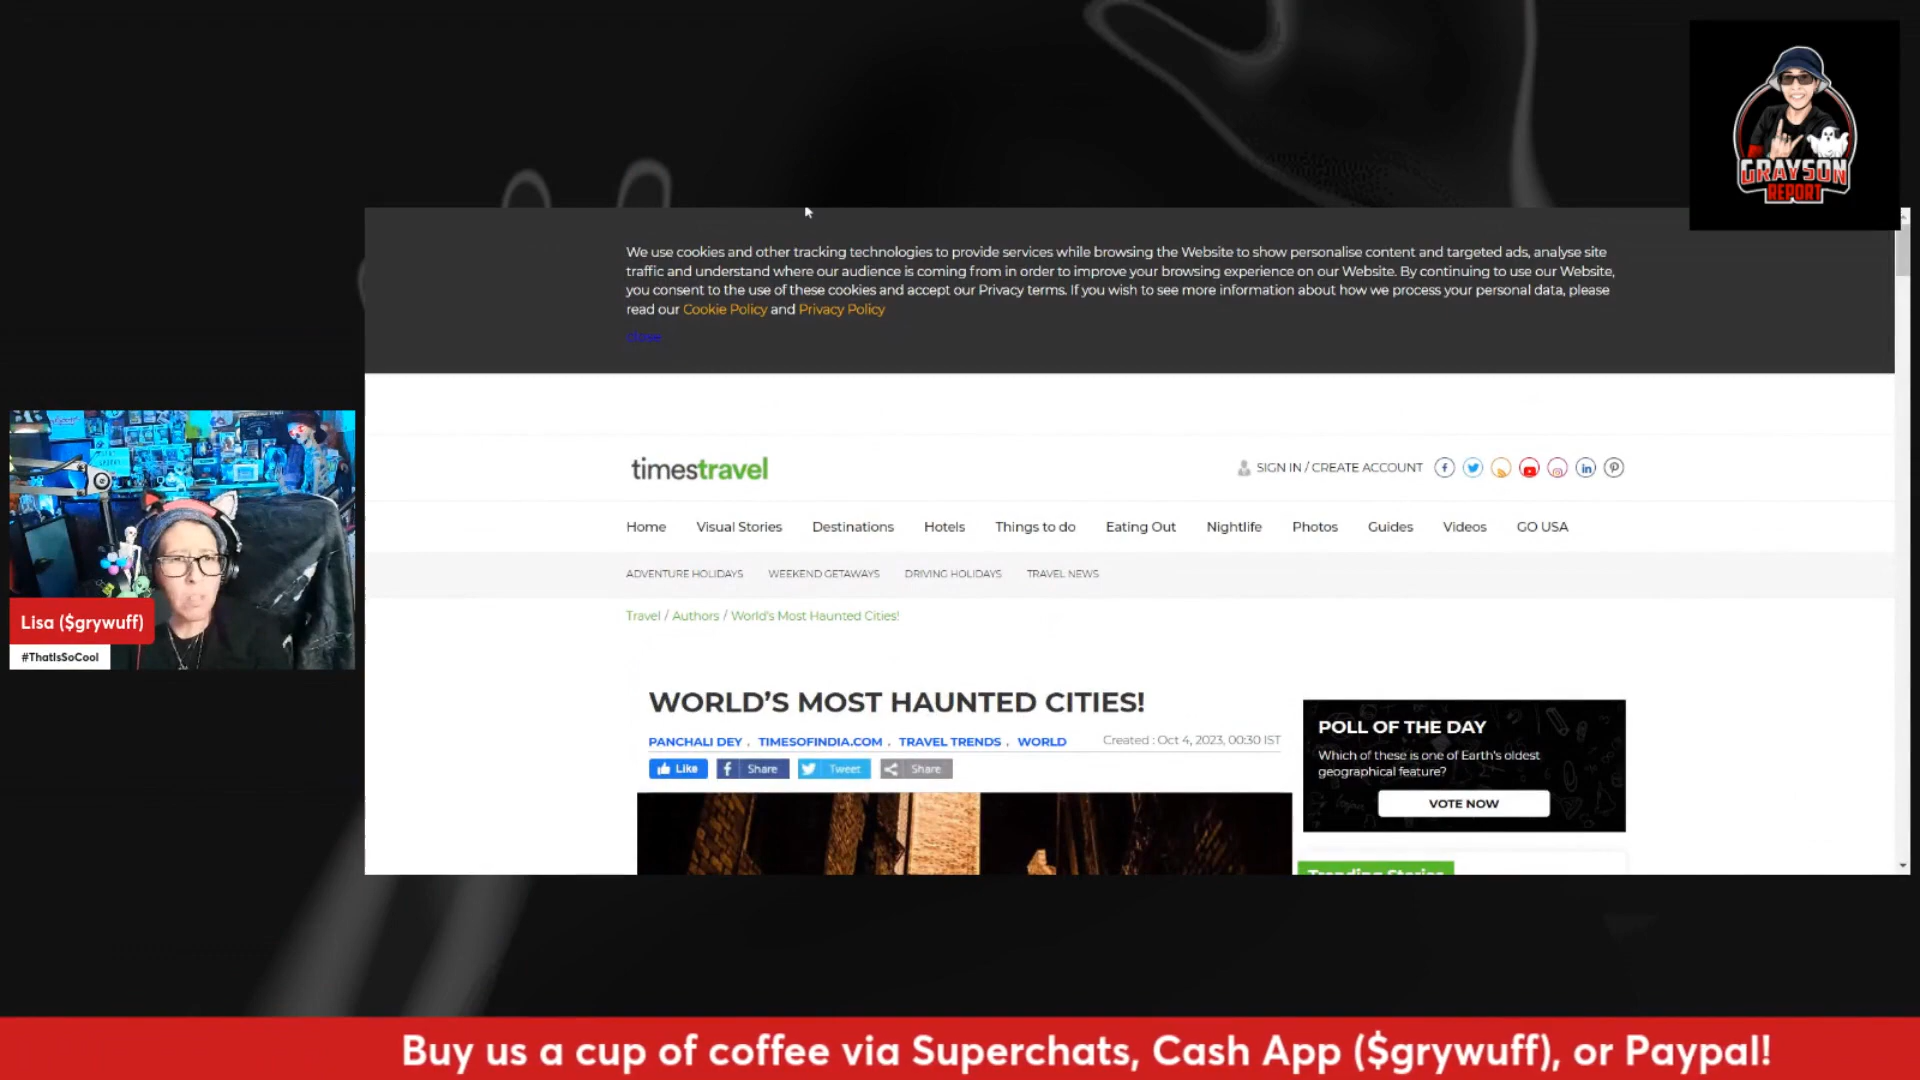 GRAYSON
REPORT
We use cookies and other tracking technologies to provide services while browsing the Website to show personalise content and targeted ads, analyse site
traffic and understand where our audience is coming from in order to improve your browsing experience on our Website. By continuing to use our Website,
you consent to the use of these cookies and accept our Privacy terms. If you wish to see more information about how we process your personal data, please
read our Cookie Policy and Privacy Policy
close
timestravel
SIGN IN / CREATE ACCOUNT
Home Visual Stories Destinations Hotels Things to do Eating Out Nightlife Photos Guides Videos GO USA
ADVENTURE HOLIDAYS WEEKEND GETAWAYS DRIVING HOLIDAYS TRAVEL NEWS
Travel / Authors / World's Most Haunted Cities!
Lisa ($grywuff)
#ThatIsSoCool
WORLD'S MOST HAUNTED CITIES!
PANCHALI DEY , TIMESOFINDIA.COM , TRAVEL TRENDS , WORLD Created : Oct 4, 2023, 00:30 IST
Like Share Tweet Share
POLL OF THE DAY
Which of these is one of Earth's oldest
geographical feature?
VOTE NOW
Trending Stories
Buy us a cup of coffee via Superchats, Cash App ($grywuff), or Paypal!